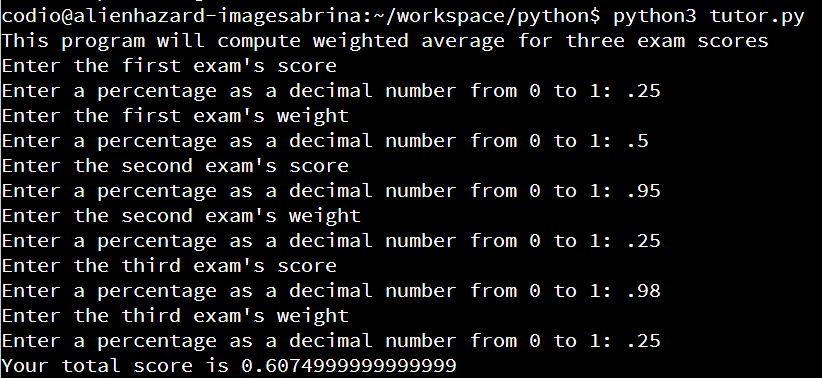 codio@alienhazard-imagesabrina:~/workspace/python$ python3 tutor.py
This program will compute weighted average for three exam scores
Enter the first exam's score
Enter a percentage as a decimal number from 0 to 1: .25
Enter the first exam's weight
Enter a percentage as a decimal number from 0 to 1: .5
Enter the second exam's score
Enter a percentage as a decimal number from 0 to 1: .95
Enter the second exam's weight
Enter a percentage as a decimal number from 0 to 1: .25
Enter the third exam's score
Enter a percentage as a decimal number from 0 to 1: .98
Enter the third exam's weight
Enter a percentage as a decimal number from 0 to 1: .25
Your total score is 0.6074999999999999